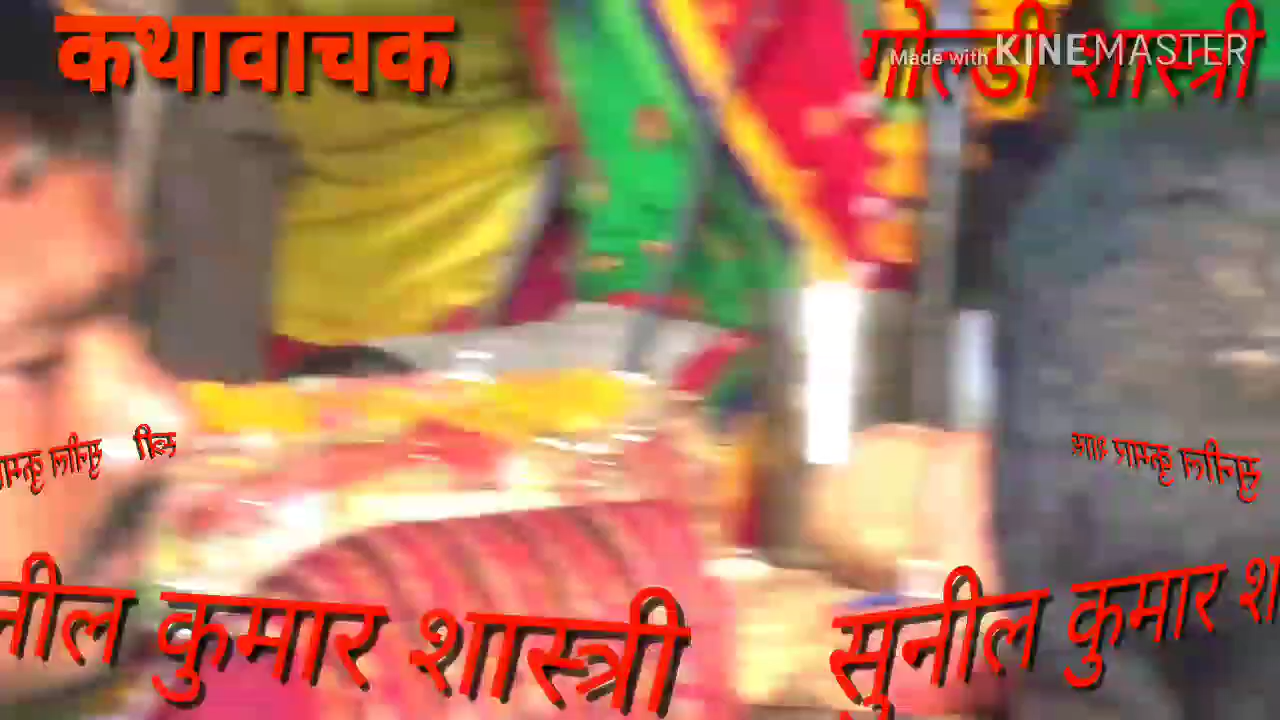 कथावाचक
गोल्डी शास्त्री
Made with KINEMASTER
सुनील कुमार
सुनील कुमार
नील कुमार शास्त्री
सुनील कुमार